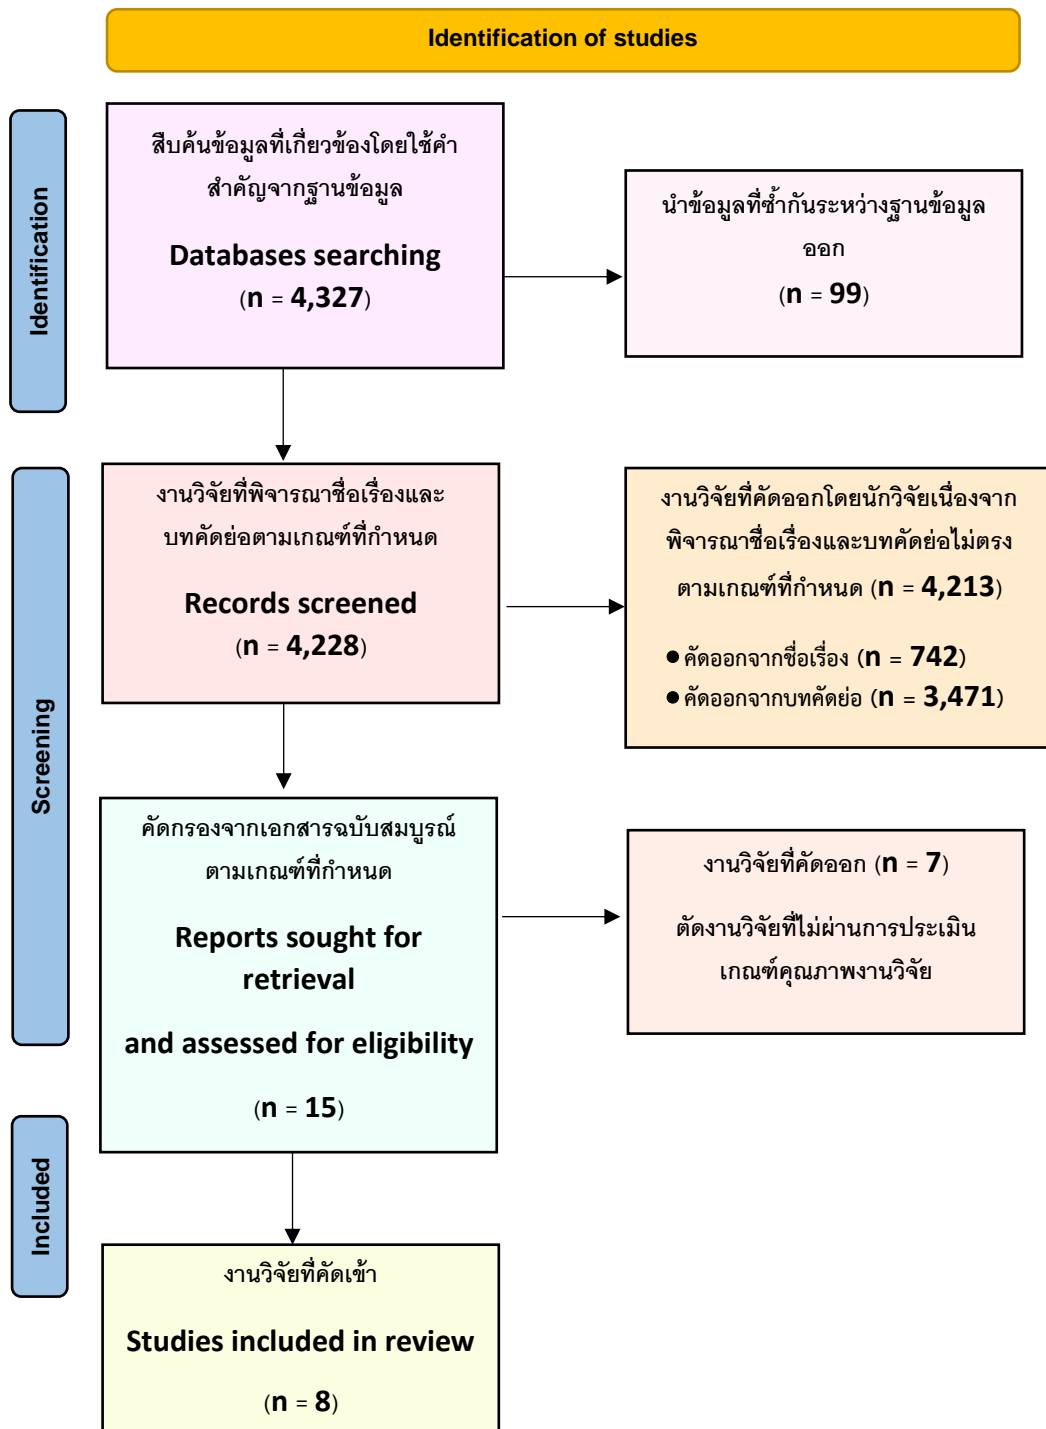 Identification of studies
Identification
สืบค้นข้อมูลที่เกี่ยวข้องโดยใช้คำ
สำคัญจากฐานข้อมูล
Databases searching
(n = 4,327)
นำข้อมูลที่ซ้ำกันระหว่างฐานข้อมูล
ออก
(n = 99)
Screening
งานวิจัยที่พิจารณาชื่อเรื่องและ
บทคัดย่อตามเกณฑ์ที่กำหนด
Records screened
(n = 4,228)
งานวิจัยที่คัดออกโดยนักวิจัยเนื่องจาก
พิจารณาชื่อเรื่องและบทคัดย่อไม่ตรง
ตามเกณฑ์ที่กำหนด (n = 4,213)
● คัดออกจากชื่อเรื่อง (n = 742)
● คัดออกจากบทคัดย่อ (n = 3,471)
คัดกรองจากเอกสารฉบับสมบูรณ์
ตามเกณฑ์ที่กำหนด
Reports sought for
retrieval
and assessed for eligibility
(n = 15)
งานวิจัยที่คัดออก (n = 7)
ตัดงานวิจัยที่ไม่ผ่านการประเมิน
เกณฑ์คุณภาพงานวิจัย
Included
งานวิจัยที่คัดเข้า
Studies included in review
(n = 8)